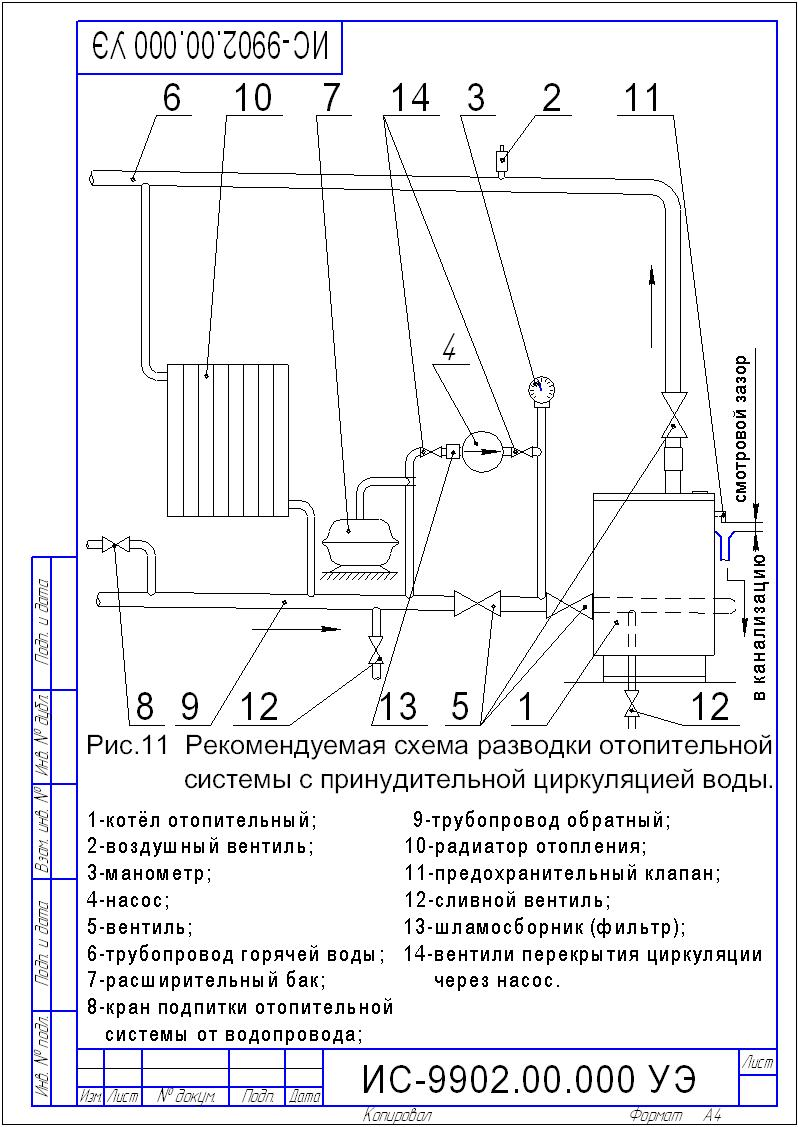 ИС-9902.00.000 УЭ
6 10 7 14 3 2 11
4
смотровой зазор
в канализацию
8 9 12 13 5 1 12
Рис.11 Рекомендуемая схема разводки отопительной
системы с принудительной циркуляцией воды.
1-котёл отопительный;
2-воздушный вентиль;
3-манометр;
4-насос;
5-вентиль;
6-трубопровод горячей воды;
7-расширительный бак;
8-кран подпитки отопительной
системы от водопровода;
9-трубопровод обратный;
10-радиатор отопления;
11-предохранительный клапан;
12-сливной вентиль;
13-шламосборник (фильтр);
14-вентили перекрытия циркуляции
через насос.
Подп. и дата
Инв. № дубл.
Взам. инв. №
Подп. и дата
Инв. № подл.
Изм. Лист № докум. Подп. Дата
ИС-9902.00.000 УЭ
Лист
Копировал Формат А4